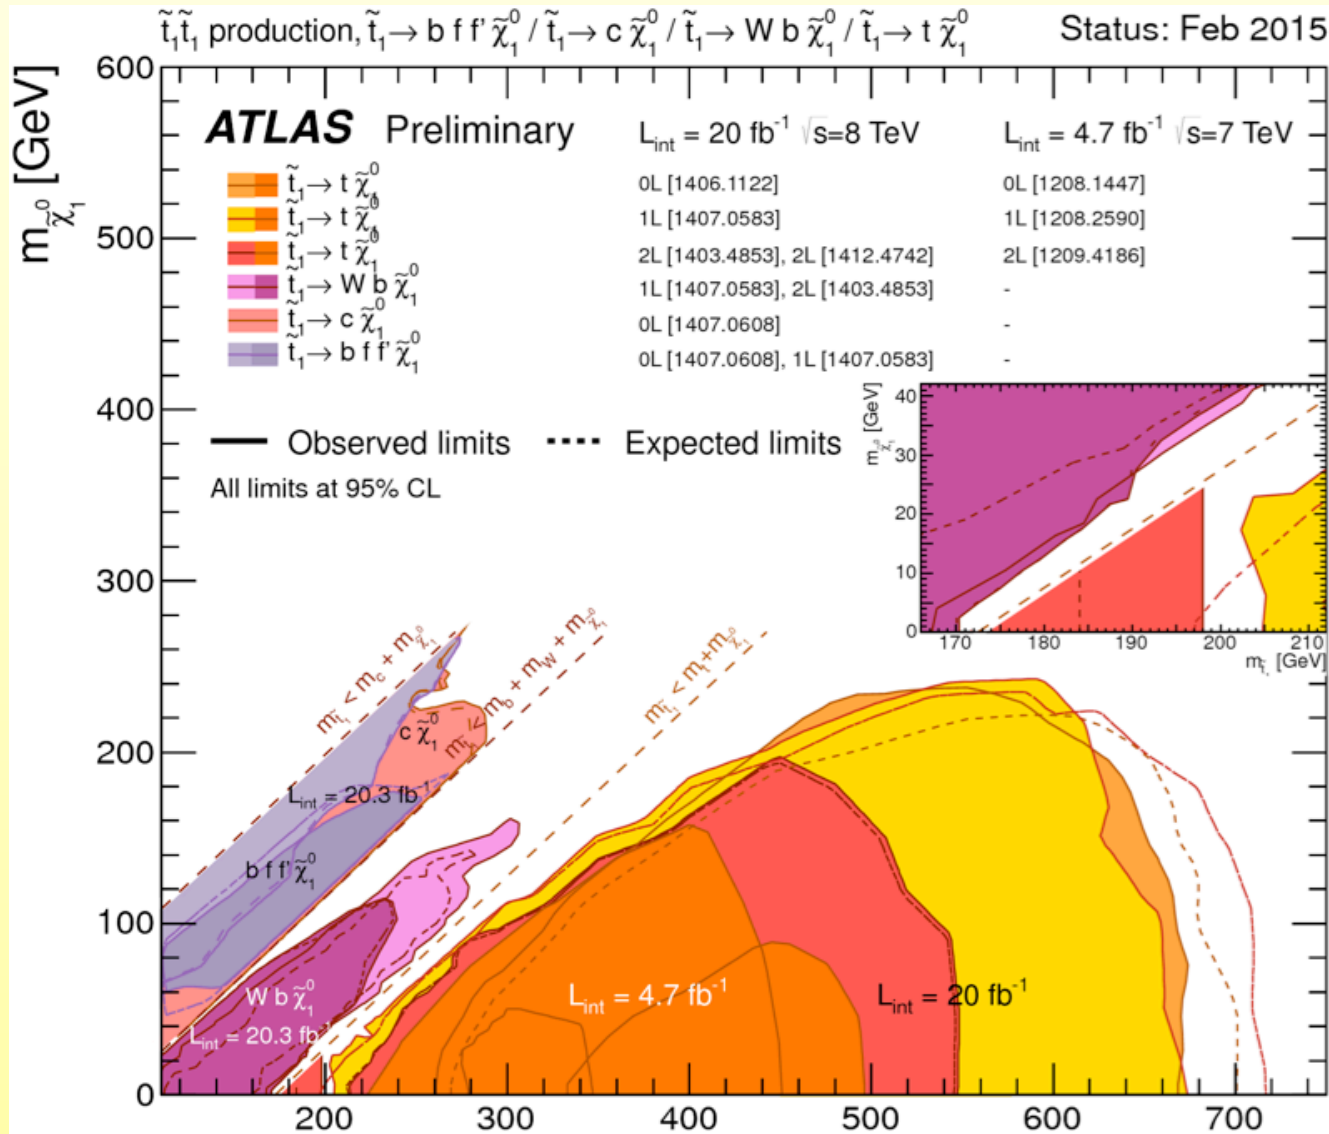 t̃₁t̃₁ production, t̃₁→ b f f' χ̃₁⁰ / t̃₁→ c χ̃₁⁰ / t̃₁→ W b χ̃₁⁰ / t̃₁→ t χ̃₁⁰ Status: Feb 2015
m_χ̃₁⁰ [GeV]
600
500
400
300
200
100
0
ATLAS Preliminary
L_int = 20 fb⁻¹ √s=8 TeV
L_int = 4.7 fb⁻¹ √s=7 TeV
t̃₁→ t χ̃₁⁰ 0L [1406.1122] 0L [1208.1447]
t̃₁→ t χ̃₁⁰ 1L [1407.0583] 1L [1208.2590]
t̃₁→ t χ̃₁⁰ 2L [1403.4853], 2L [1412.4742] 2L [1209.4186]
t̃₁→ W b χ̃₁⁰ 1L [1407.0583], 2L [1403.4853] -
t̃₁→ c χ̃₁⁰ 0L [1407.0608] -
t̃₁→ b f f' χ̃₁⁰ 0L [1407.0608], 1L [1407.0583] -
Observed limits Expected limits
All limits at 95% CL
m_χ̃₁⁰ [GeV]
40
30
20
10
0
170 180 190 200 210
m_t̃₁ [GeV]
m_t̃₁ < m_c + m_χ̃₁⁰
m_t̃₁ < m_b + m_W + m_χ̃₁⁰
m_t̃₁ < m_t + m_χ̃₁⁰
c χ̃₁⁰
L_int = 20.3 fb⁻¹
b f f' χ̃₁⁰
W b χ̃₁⁰
L_int = 20.3 fb⁻¹
L_int = 4.7 fb⁻¹
L_int = 20 fb⁻¹
200 300 400 500 600 700